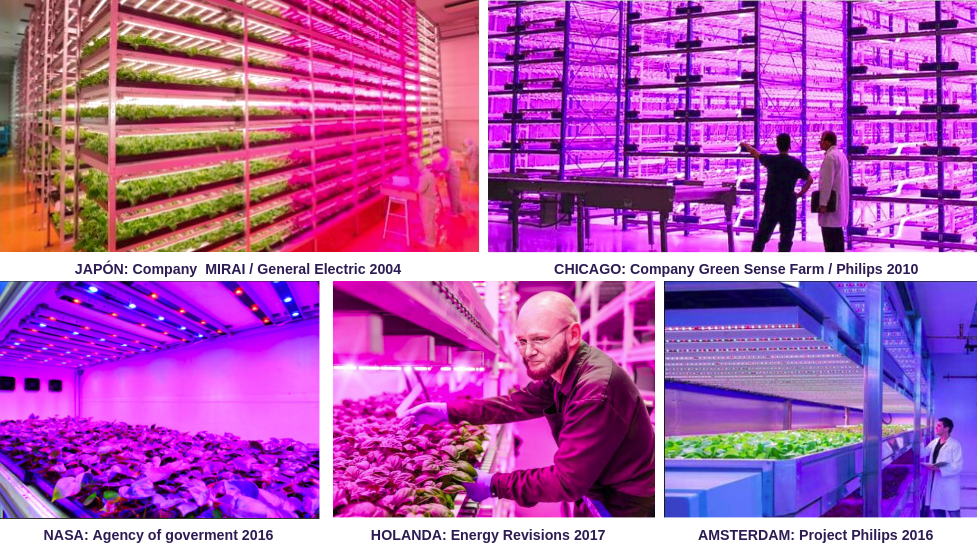 JAPÓN: Company  MIRAI / General Electric 2004
CHICAGO: Company Green Sense Farm / Philips 2010
NASA: Agency of goverment 2016
HOLANDA: Energy Revisions 2017
AMSTERDAM: Project Philips 2016